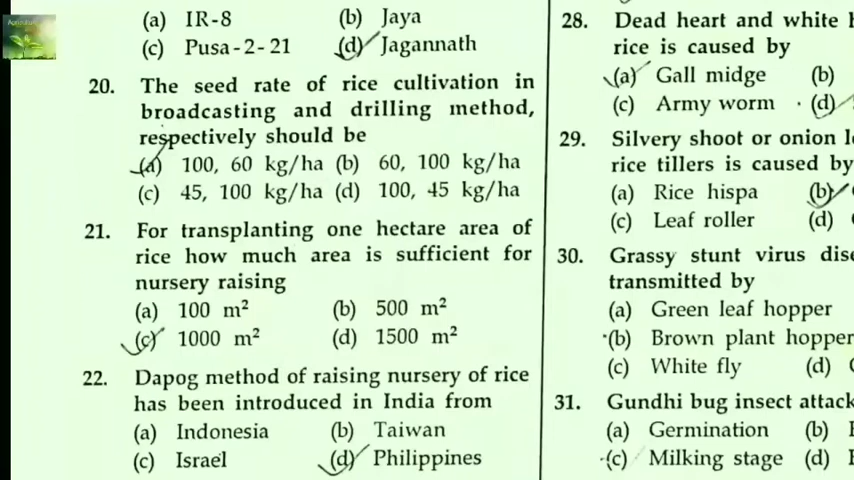 Agriculture
(a) IR-8 (b) Jaya
(c) Pusa-2-21 (d) Jagannath
20. The seed rate of rice cultivation in
broadcasting and drilling method,
respectively should be
(a) 100, 60 kg/ha (b) 60, 100 kg/ha
(c) 45, 100 kg/ha (d) 100, 45 kg/ha
21. For transplanting one hectare area of
rice how much area is sufficient for
nursery raising
(a) 100 m² (b) 500 m²
(c) 1000 m² (d) 1500 m²
22. Dapog method of raising nursery of rice
has been introduced in India from
(a) Indonesia (b) Taiwan
(c) Israel (d) Philippines
28. Dead heart and white
rice is caused by
(a) Gall midge (b)
(c) Army worm (d)
29. Silvery shoot or onion
rice tillers is caused by
(a) Rice hispa (b)
(c) Leaf roller (d)
30. Grassy stunt virus
transmitted by
(a) Green leaf hopper
(b) Brown plant hopper
(c) White fly (d)
31. Gundhi bug insect attack
(a) Germination (b)
(c) Milking stage (d)